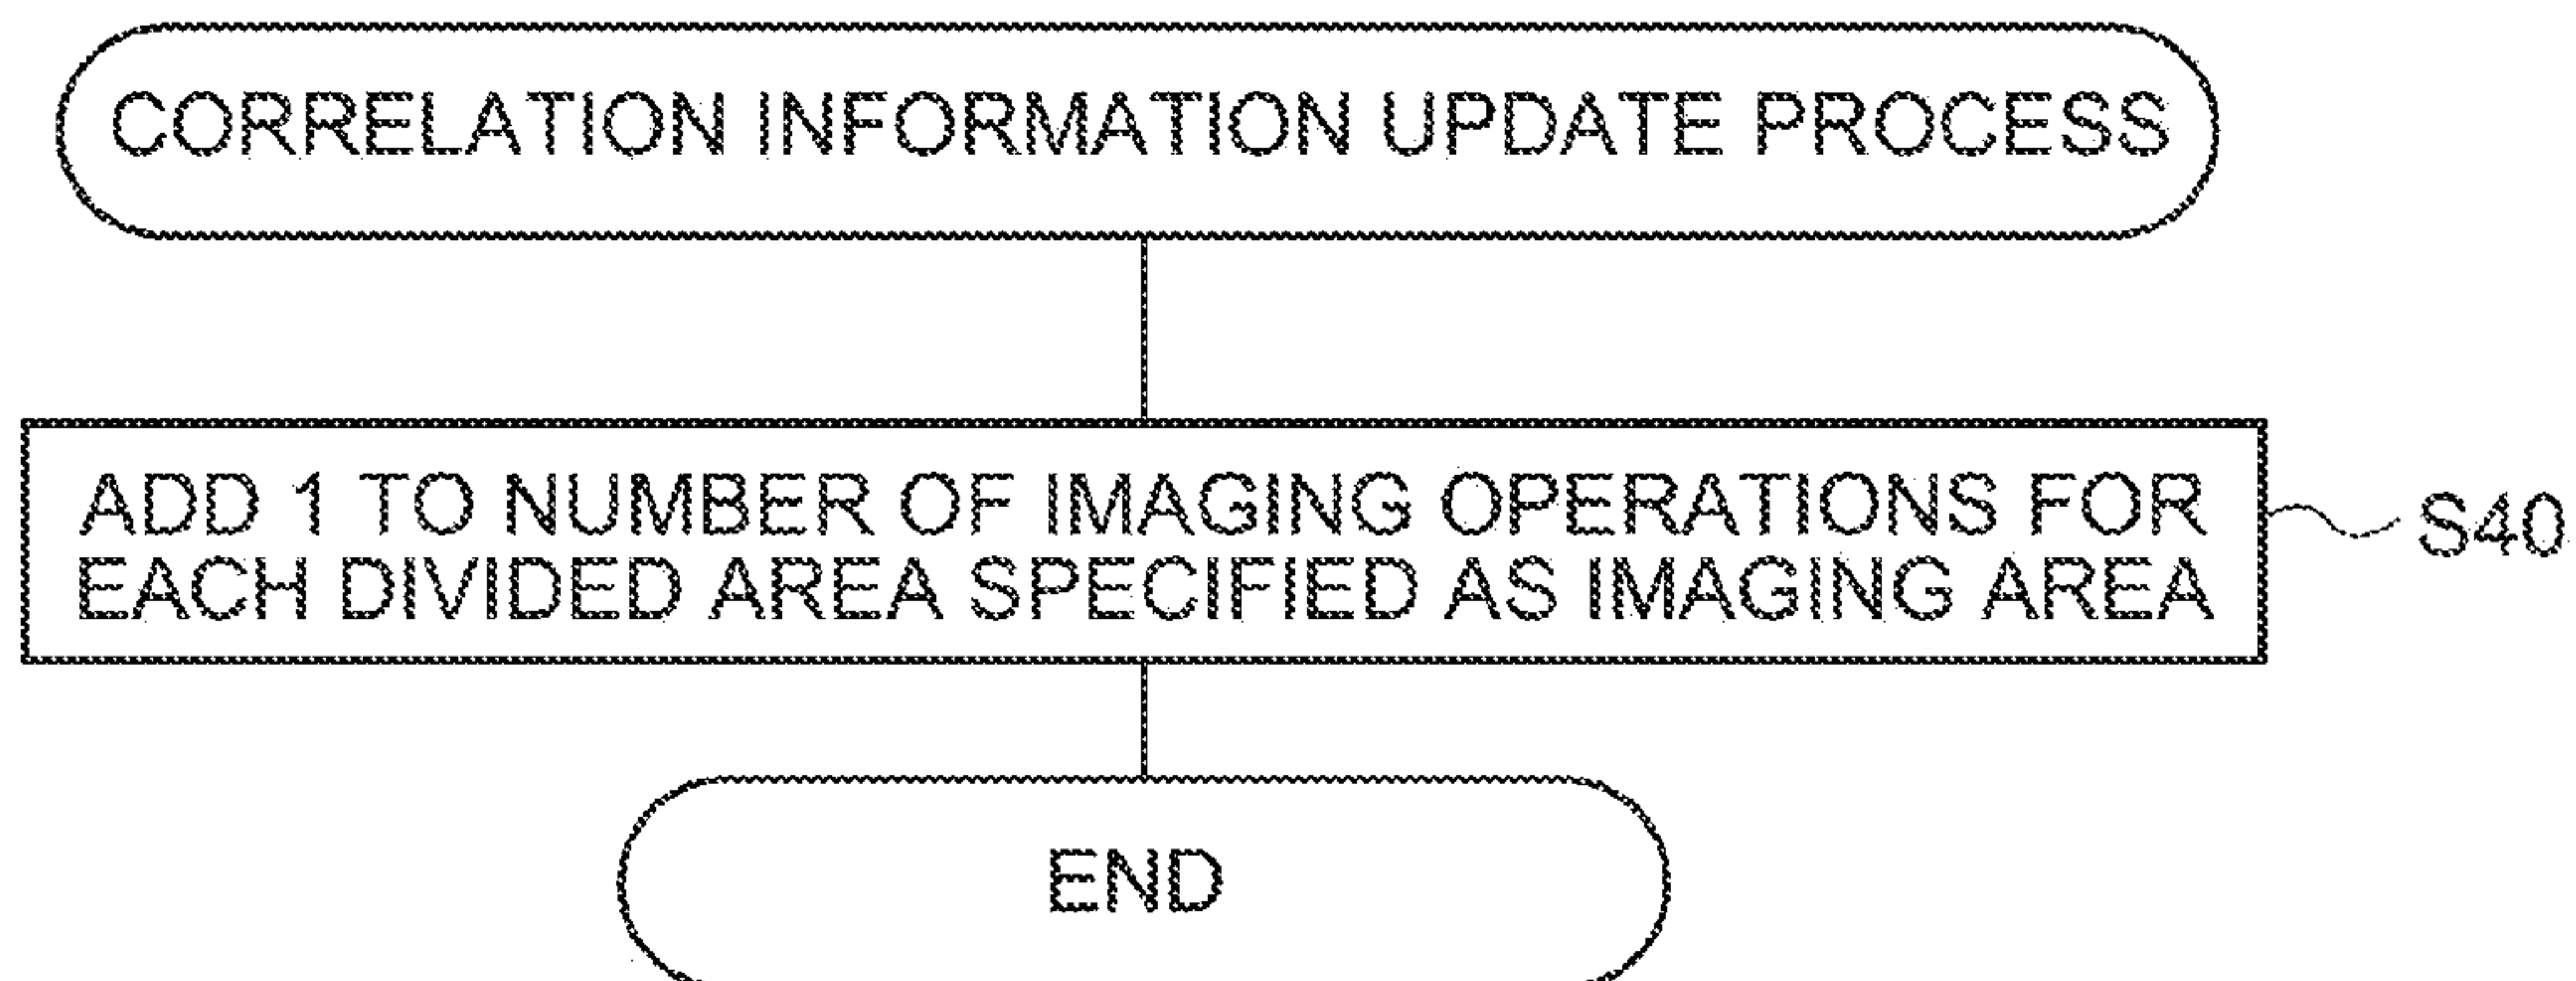 CORRELATION INFORMATION UPDATE PROCESS
ADD 1 TO NUMBER OF IMAGING OPERATIONS FOR
EACH DIVIDED AREA SPECIFIED AS IMAGING AREA
S40
END